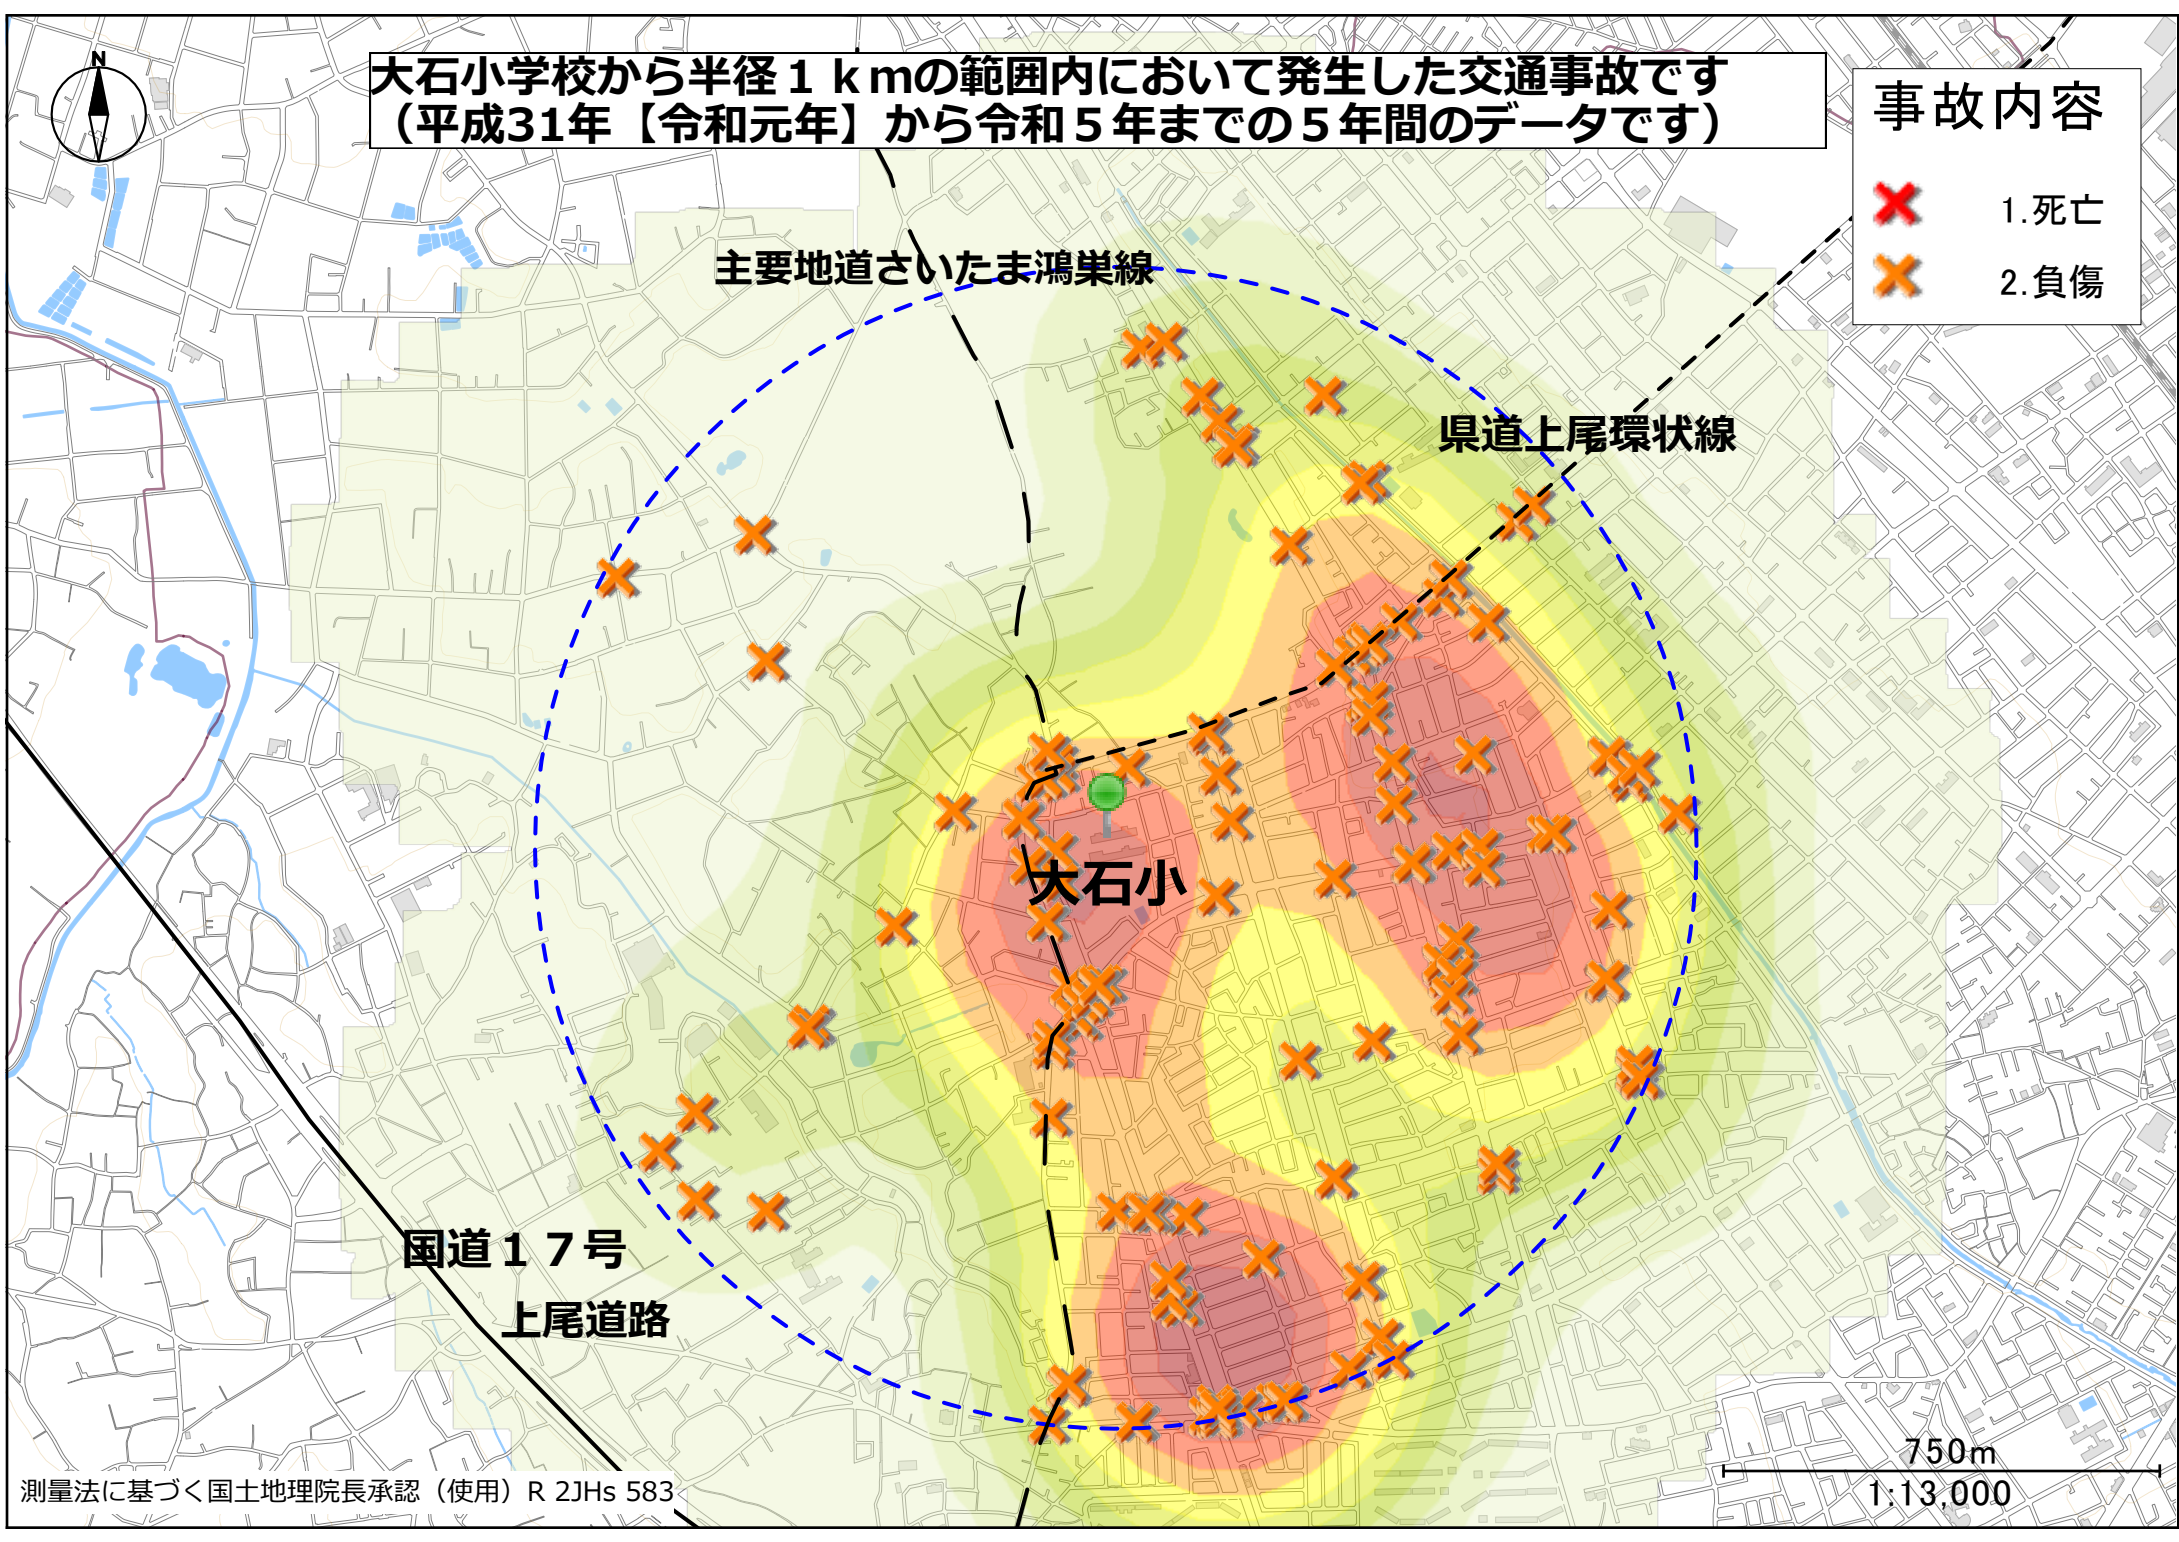 大石小学校から半径１ｋｍの範囲内において発生した交通事故です
（平成31年【令和元年】から令和５年までの５年間のデータです）
N
事故内容
1.死亡
2.負傷
主要地道さいたま鴻巣線
県道上尾環状線
大石小
国道１７号
上尾道路
750m
1:13,000
測量法に基づく国土地理院長承認（使用）R 2JHs 583